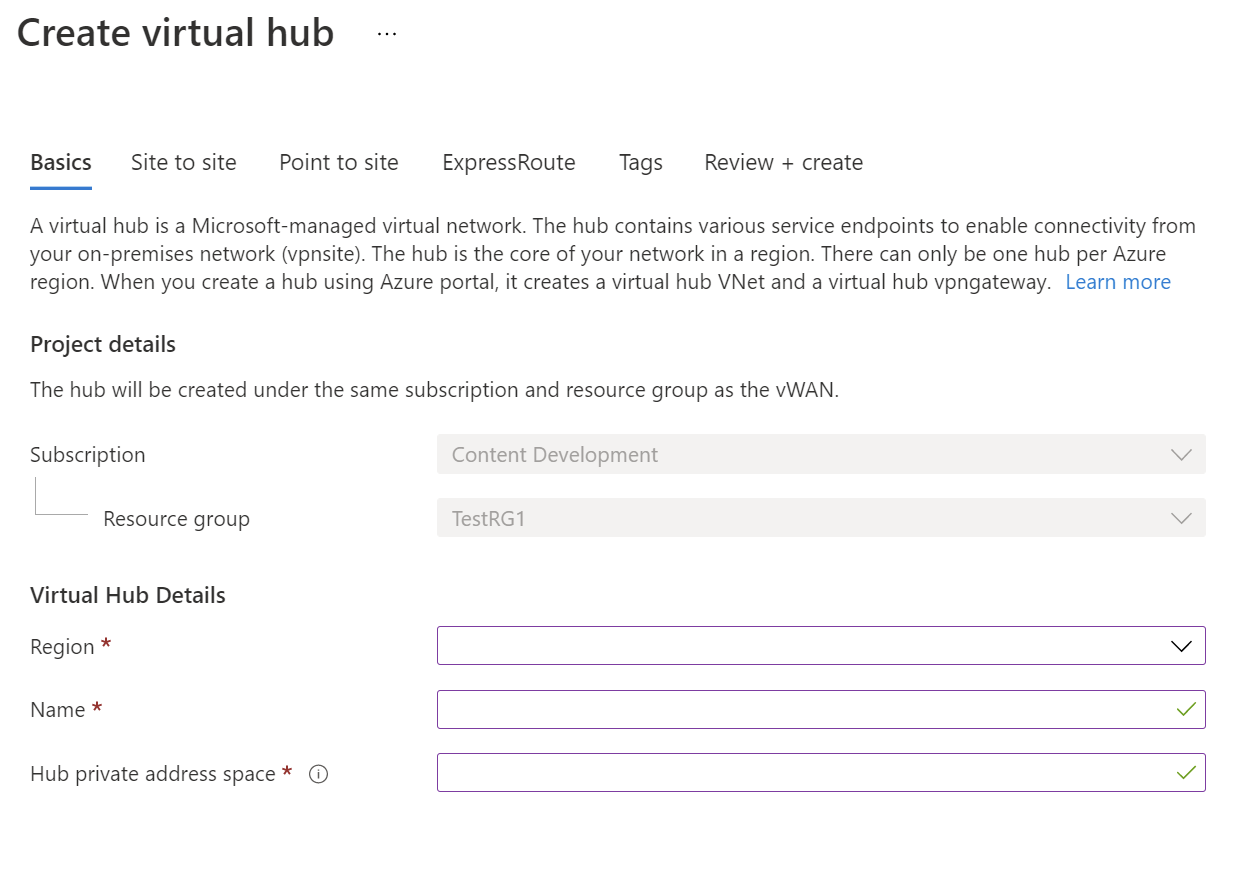 Create virtual hub ...
Basics Site to site Point to site ExpressRoute Tags Review + create
A virtual hub is a Microsoft-managed virtual network. The hub contains various service endpoints to enable connectivity from
your on-premises network (vpnsite). The hub is the core of your network in a region. There can only be one hub per Azure
region. When you create a hub using Azure portal, it creates a virtual hub VNet and a virtual hub vpngateway. Learn more
Project details
The hub will be created under the same subscription and resource group as the vWAN.
Subscription Content Development
Resource group TestRG1
Virtual Hub Details
Region *
Name *
Hub private address space * i